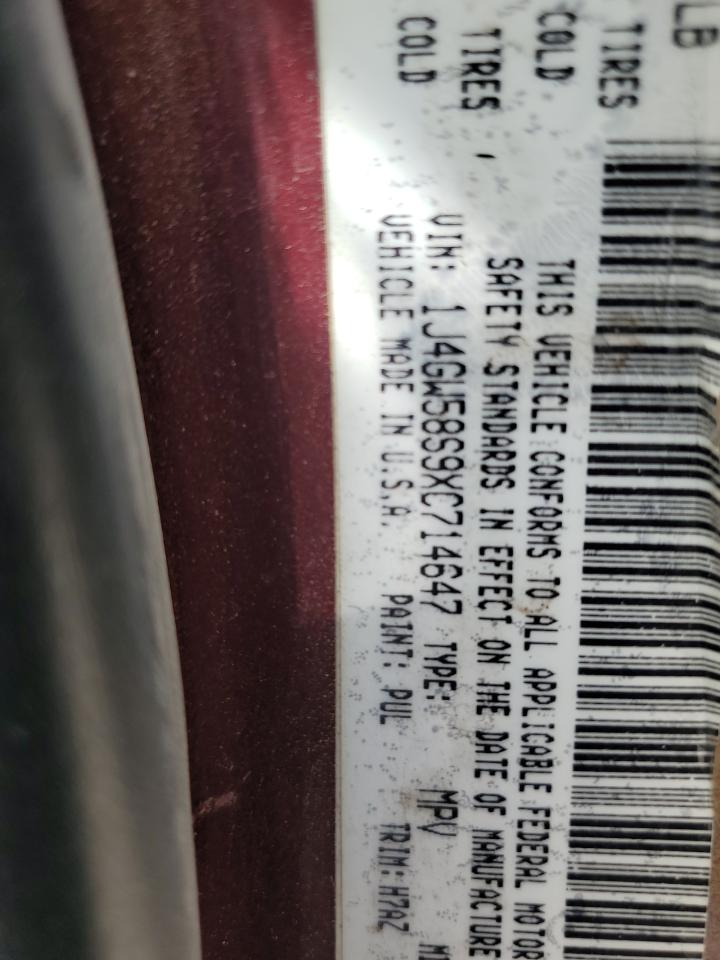 LB
TIRES
COLD
TIRES
COLD
THIS VEHICLE CONFORMS TO ALL APPLICABLE FEDERAL MOTOR
SAFETY STANDARDS IN EFFECT ON THE DATE OF MANUFACTURE
VIN: 1J4GW58S9XC714647 TYPE: MPV
VEHICLE MADE IN U.S.A. PAINT: PUL TRIM: H7AZ